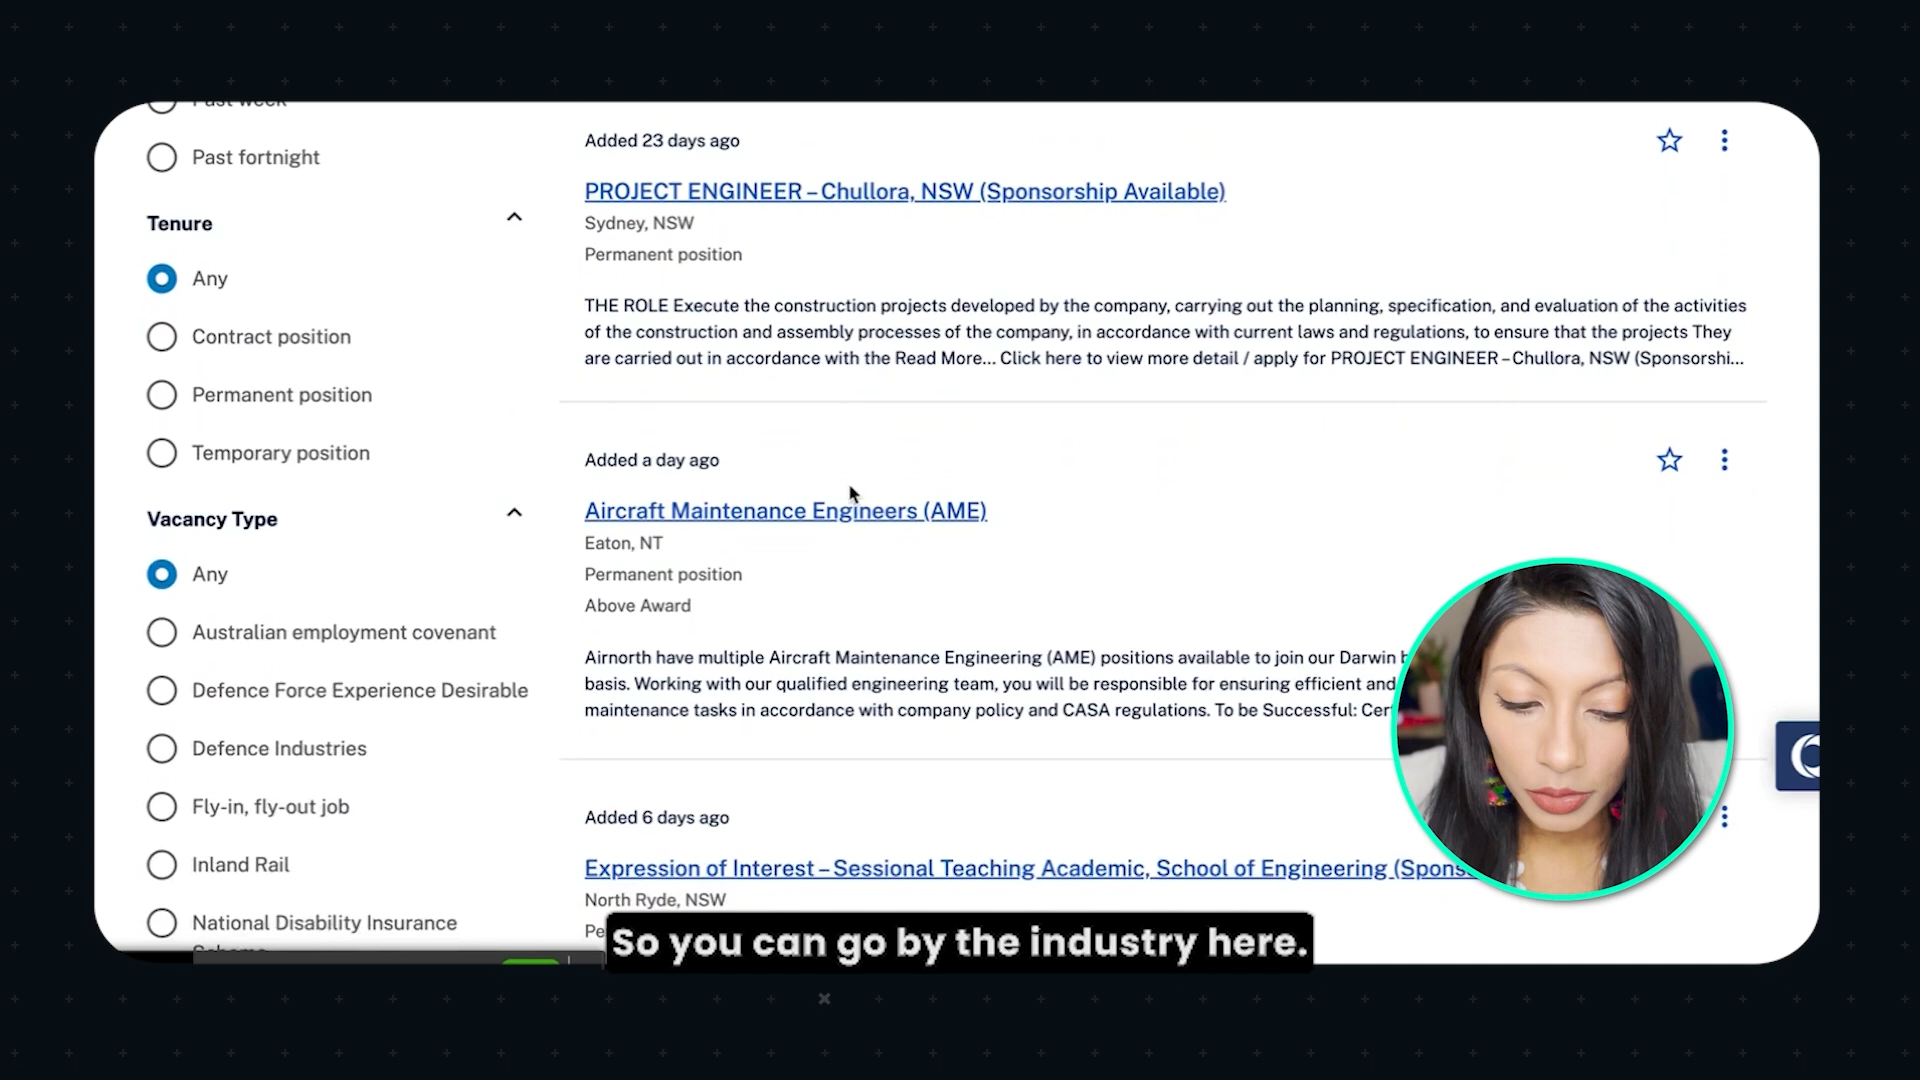 Past week
Past fortnight
Tenure
Any
Contract position
Permanent position
Temporary position
Vacancy Type
Any
Australian employment covenant
Defence Force Experience Desirable
Defence Industries
Fly-in, fly-out job
Inland Rail
National Disability Insurance
Scheme
Added 23 days ago
PROJECT ENGINEER – Chullora, NSW (Sponsorship Available)
Sydney, NSW
Permanent position
THE ROLE Execute the construction projects developed by the company, carrying out the planning, specification, and evaluation of the activities
of the construction and assembly processes of the company, in accordance with current laws and regulations, to ensure that the projects They
are carried out in accordance with the Read More... Click here to view more detail / apply for PROJECT ENGINEER – Chullora, NSW (Sponsorshi...
Added a day ago
Aircraft Maintenance Engineers (AME)
Eaton, NT
Permanent position
Above Award
Airnorth have multiple Aircraft Maintenance Engineering (AME) positions available to join our Darwin
basis. Working with our qualified engineering team, you will be responsible for ensuring efficient and
maintenance tasks in accordance with company policy and CASA regulations. To be Successful:
Added 6 days ago
Expression of Interest – Sessional Teaching Academic, School of Engineering
North Ryde, NSW
So you can go by the industry here.